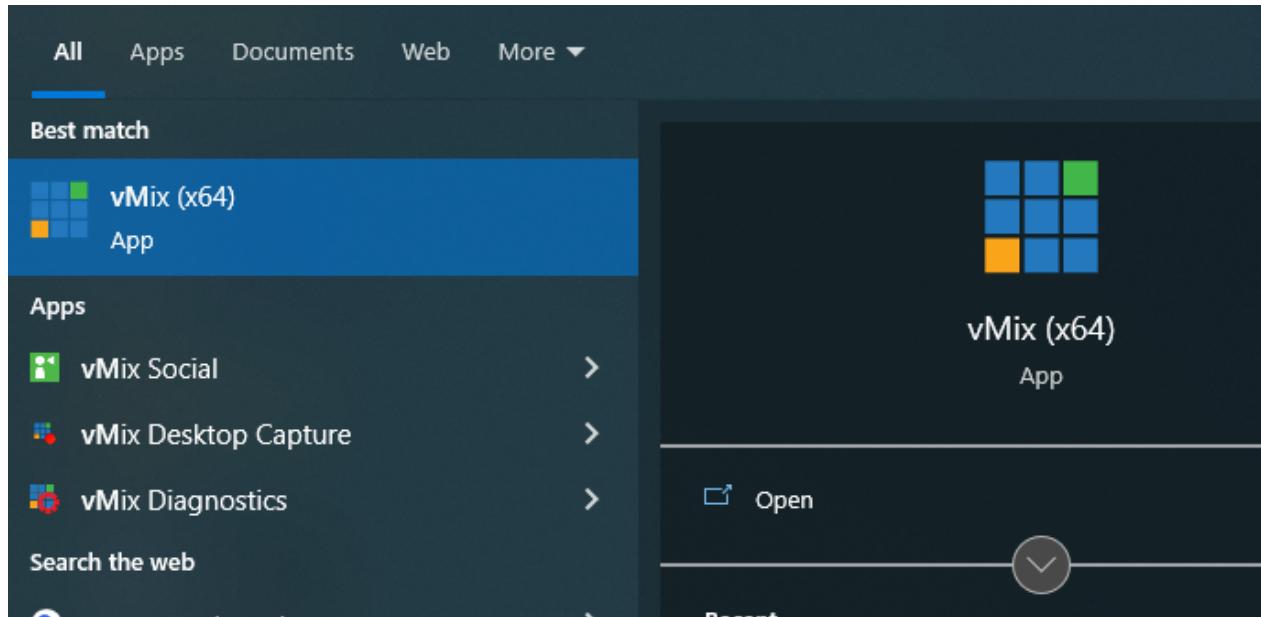 All Apps Documents Web More
Best match
vMix (x64)
App
Apps
vMix Social
vMix Desktop Capture
vMix Diagnostics
Search the web
vMix (x64)
App
Open